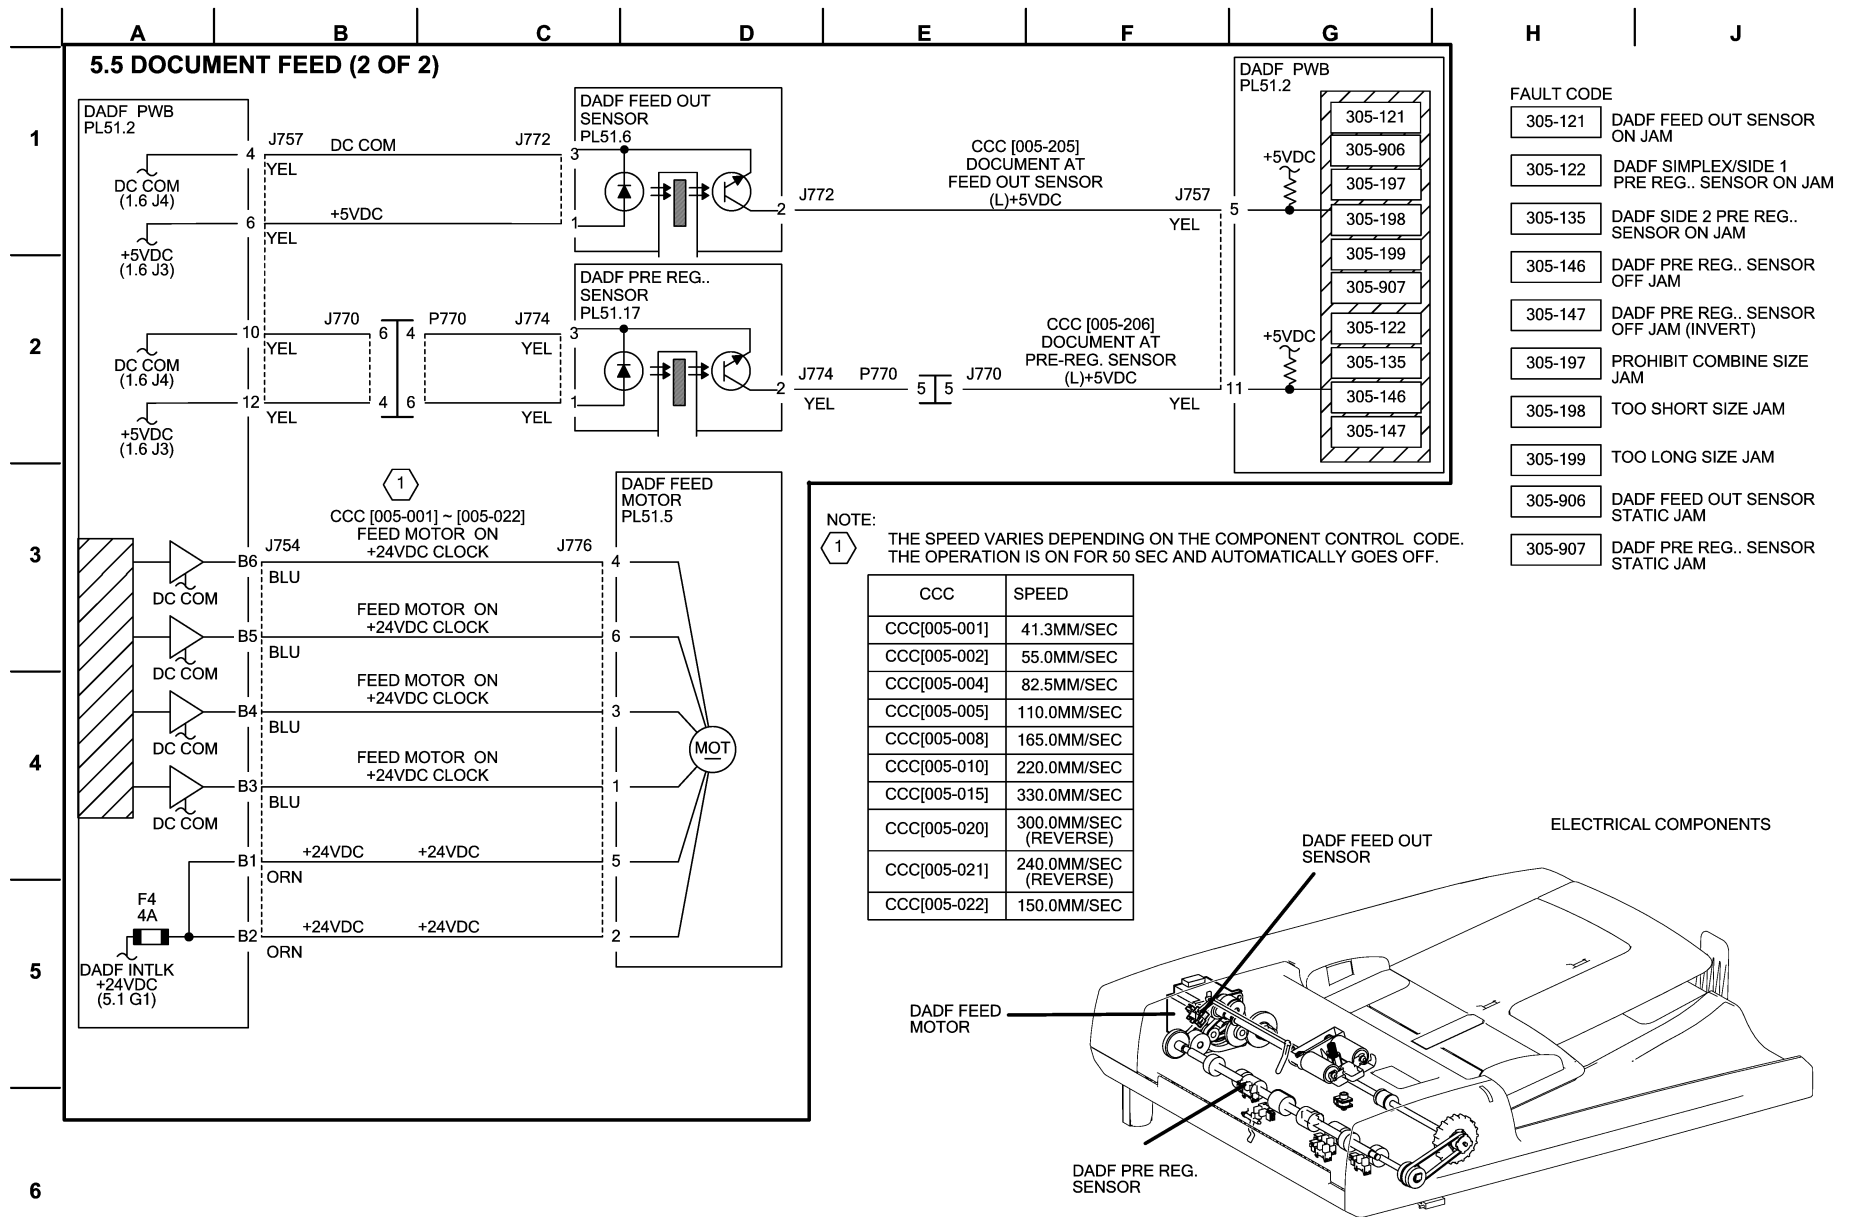 A B C D E F G H J
1
2
3
4
5
6
5.5 DOCUMENT FEED (2 OF 2)
DADF PWB
PL51.2
4
DC COM
(1.6 J4)
6
+5VDC
(1.6 J3)
10
DC COM
(1.6 J4)
12
+5VDC
(1.6 J3)
J757
DC COM
J772
YEL
+5VDC
YEL
3
1
DADF FEED OUT
SENSOR
PL51.6
2
J772
CCC [005-205]
DOCUMENT AT
FEED OUT SENSOR
(L)+5VDC
J757
YEL
5
J770
YEL
YEL
6 4
4 6
P770
J774
YEL
YEL
3
1
DADF PRE REG..
SENSOR
PL51.17
2
J774
YEL
P770
5 5
J770
CCC [005-206]
DOCUMENT AT
PRE-REG. SENSOR
(L)+5VDC
YEL
11
DADF PWB
PL51.2
+5VDC
+5VDC
305-121
305-906
305-197
305-198
305-199
305-907
305-122
305-135
305-146
305-147
FAULT CODE
305-121 DADF FEED OUT SENSOR
ON JAM
305-122 DADF SIMPLEX/SIDE 1
PRE REG.. SENSOR ON JAM
305-135 DADF SIDE 2 PRE REG..
SENSOR ON JAM
305-146 DADF PRE REG.. SENSOR
OFF JAM
305-147 DADF PRE REG.. SENSOR
OFF JAM (INVERT)
305-197 PROHIBIT COMBINE SIZE
JAM
305-198 TOO SHORT SIZE JAM
305-199 TOO LONG SIZE JAM
305-906 DADF FEED OUT SENSOR
STATIC JAM
305-907 DADF PRE REG.. SENSOR
STATIC JAM
1
CCC [005-001] ~ [005-022]
FEED MOTOR ON
+24VDC CLOCK
J754
J776
DADF FEED
MOTOR
PL51.5
DC COM
B6
BLU
4
FEED MOTOR ON
+24VDC CLOCK
DC COM
B5
BLU
6
FEED MOTOR ON
+24VDC CLOCK
DC COM
B4
BLU
3
MOT
FEED MOTOR ON
+24VDC CLOCK
DC COM
B3
BLU
1
B1
+24VDC +24VDC
ORN
5
F4
4A
B2
+24VDC +24VDC
ORN
2
DADF INTLK
+24VDC
(5.1 G1)
NOTE:
1
THE SPEED VARIES DEPENDING ON THE COMPONENT CONTROL CODE.
THE OPERATION IS ON FOR 50 SEC AND AUTOMATICALLY GOES OFF.
CCC SPEED
CCC[005-001] 41.3MM/SEC
CCC[005-002] 55.0MM/SEC
CCC[005-004] 82.5MM/SEC
CCC[005-005] 110.0MM/SEC
CCC[005-008] 165.0MM/SEC
CCC[005-010] 220.0MM/SEC
CCC[005-015] 330.0MM/SEC
CCC[005-020] 300.0MM/SEC
(REVERSE)
CCC[005-021] 240.0MM/SEC
(REVERSE)
CCC[005-022] 150.0MM/SEC
ELECTRICAL COMPONENTS
DADF FEED OUT
SENSOR
DADF FEED
MOTOR
DADF PRE REG.
SENSOR